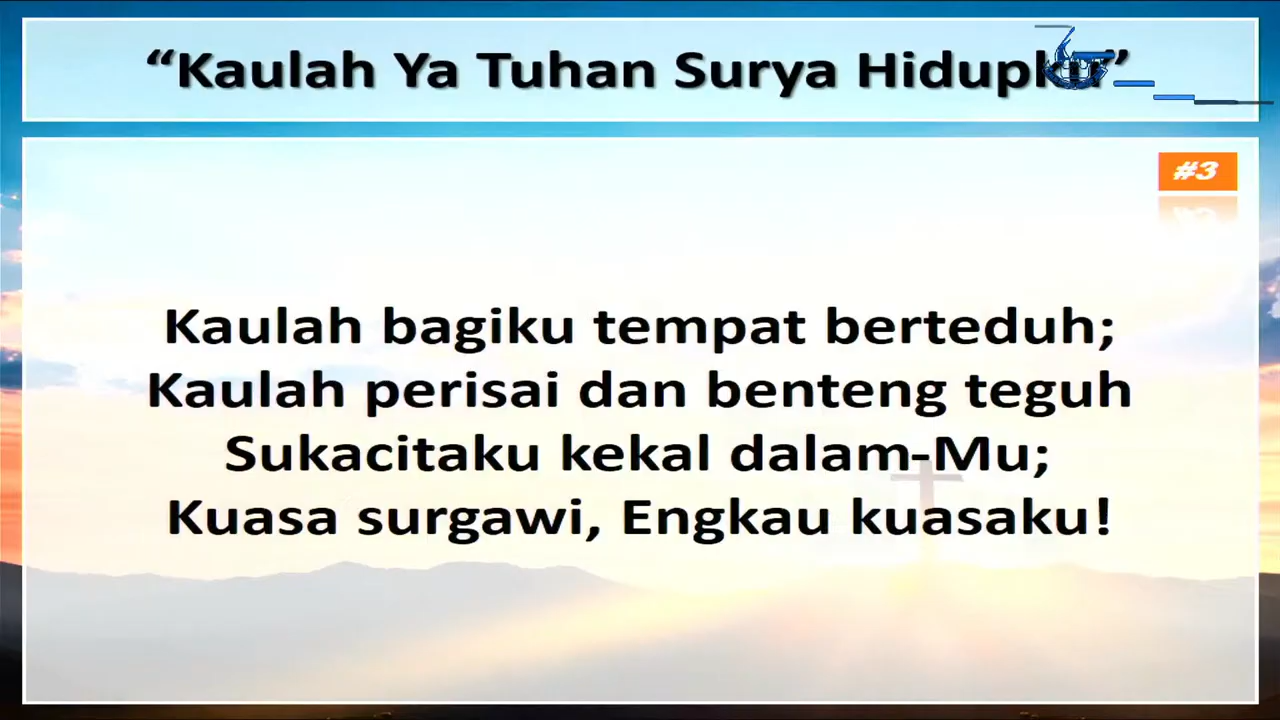 “Kaulah Ya Tuhan Surya Hidupku”
#3
Kaulah bagiku tempat berteduh;
Kaulah perisai dan benteng teguh
Sukacitaku kekal dalam-Mu;
Kuasa surgawi, Engkau kuasaku!